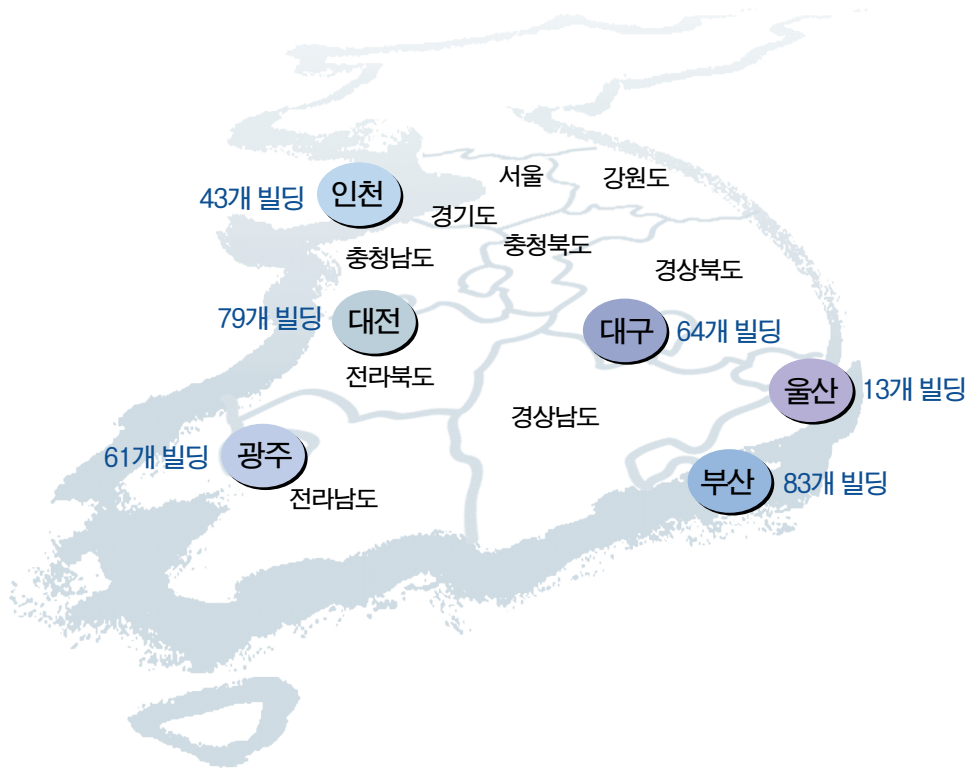 서울
강원도
43개 빌딩
인천
경기도
충청북도
충청남도
경상북도
79개 빌딩
대전
대구
64개 빌딩
전라북도
울산
13개 빌딩
경상남도
61개 빌딩
광주
부산
83개 빌딩
전라남도